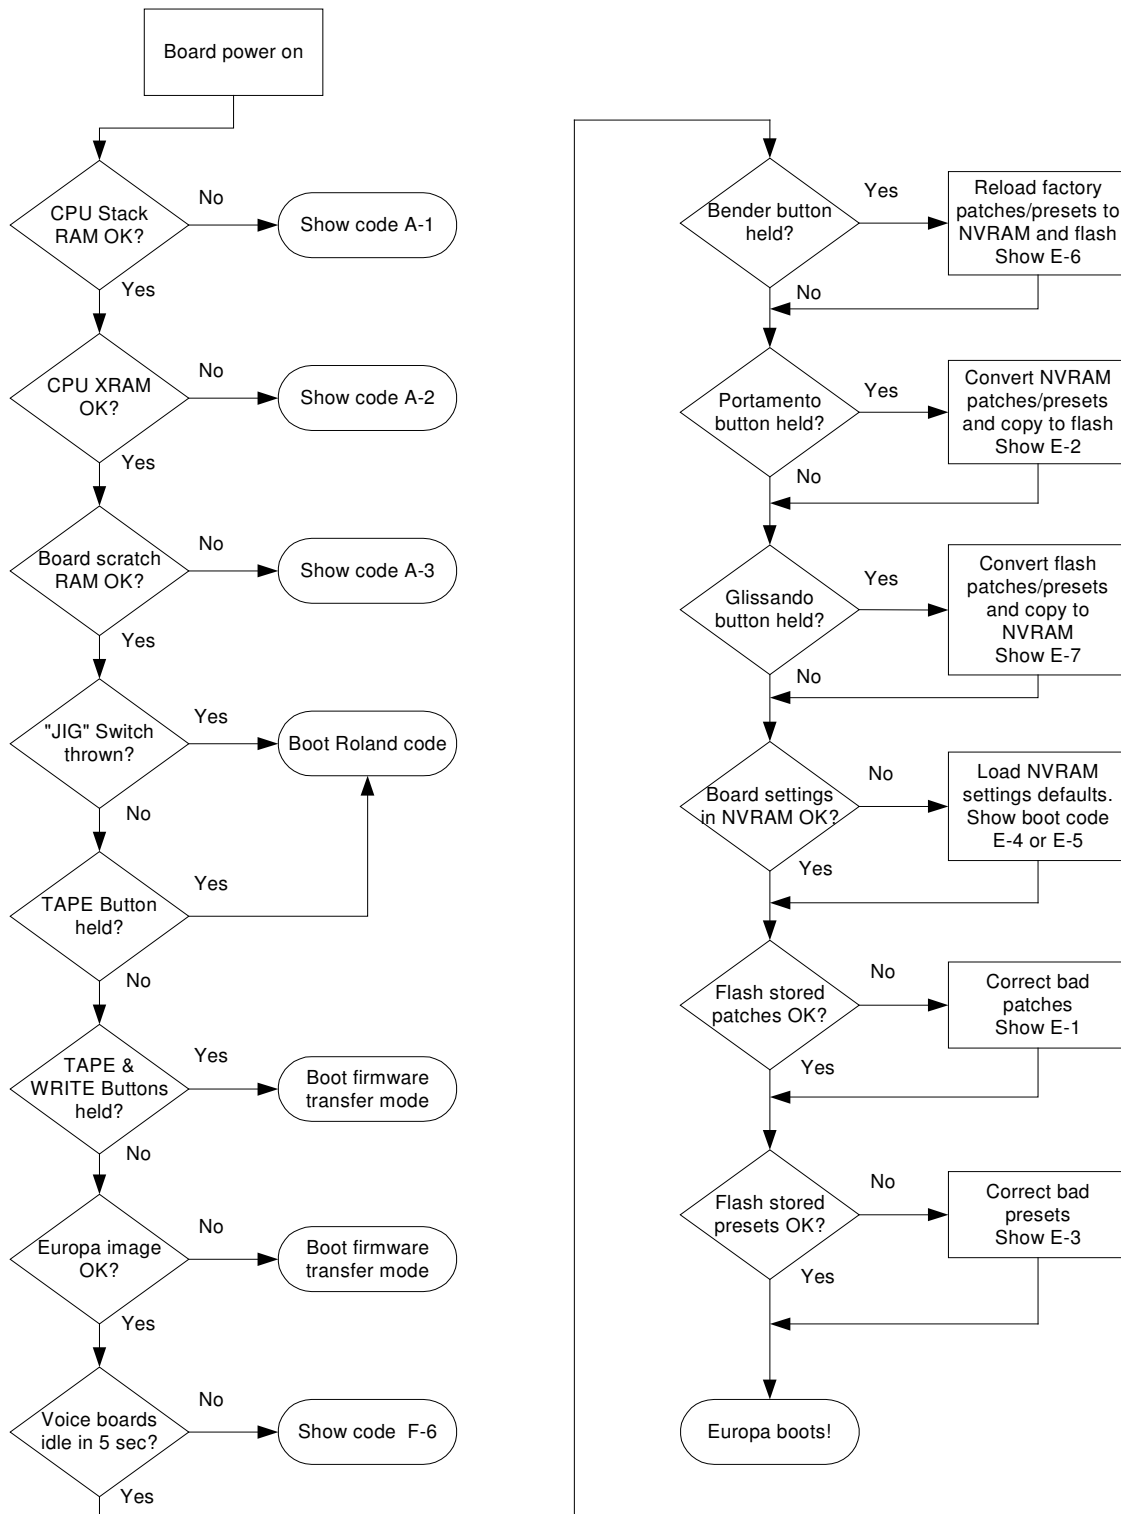 Board power on
CPU Stack
RAM OK?
No
Show code A-1
Yes
CPU XRAM
OK?
No
Show code A-2
Yes
Board scratch
RAM OK?
No
Show code A-3
Yes
"JIG" Switch
thrown?
Yes
Boot Roland code
No
TAPE Button
held?
Yes
No
TAPE &
WRITE Buttons
held?
Yes
Boot firmware
transfer mode
No
Europa image
OK?
No
Boot firmware
transfer mode
Yes
Voice boards
idle in 5 sec?
No
Show code F-6
Yes
Bender button
held?
Yes
Reload factory
patches/presets to
NVRAM and flash
Show E-6
No
Portamento
button held?
Yes
Convert NVRAM
patches/presets
and copy to flash
Show E-2
No
Glissando
button held?
Yes
Convert flash
patches/presets
and copy to
NVRAM
Show E-7
No
Board settings
in NVRAM OK?
No
Load NVRAM
settings defaults.
Show boot code
E-4 or E-5
Yes
Flash stored
patches OK?
No
Correct bad
patches
Show E-1
Yes
Flash stored
presets OK?
No
Correct bad
presets
Show E-3
Yes
Europa boots!